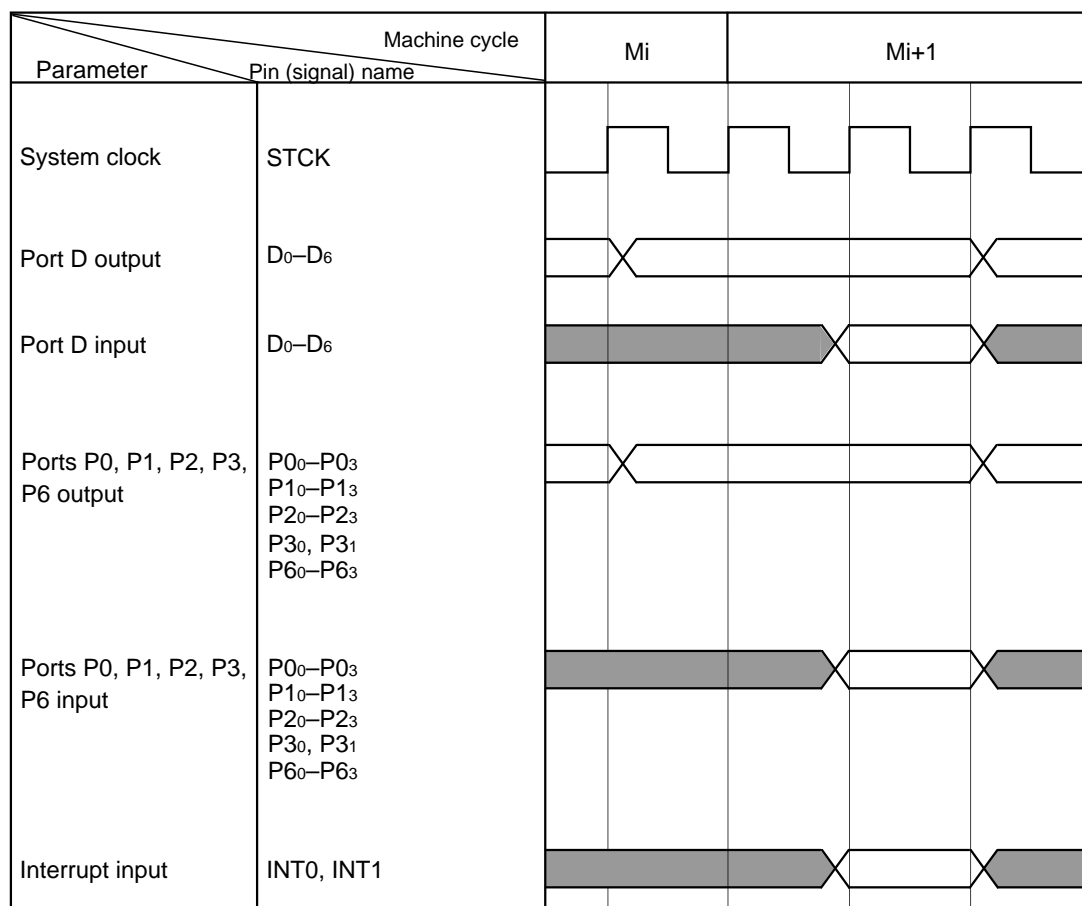 Machine cycle
Parameter
Pin (signal) name
Mi
Mi+1
System clock
STCK
Port D output
D0–D6
Port D input
D0–D6
Ports P0, P1, P2, P3,
P6 output
P00–P03
P10–P13
P20–P23
P30, P31
P60–P63
Ports P0, P1, P2, P3,
P6 input
P00–P03
P10–P13
P20–P23
P30, P31
P60–P63
Interrupt input
INT0, INT1